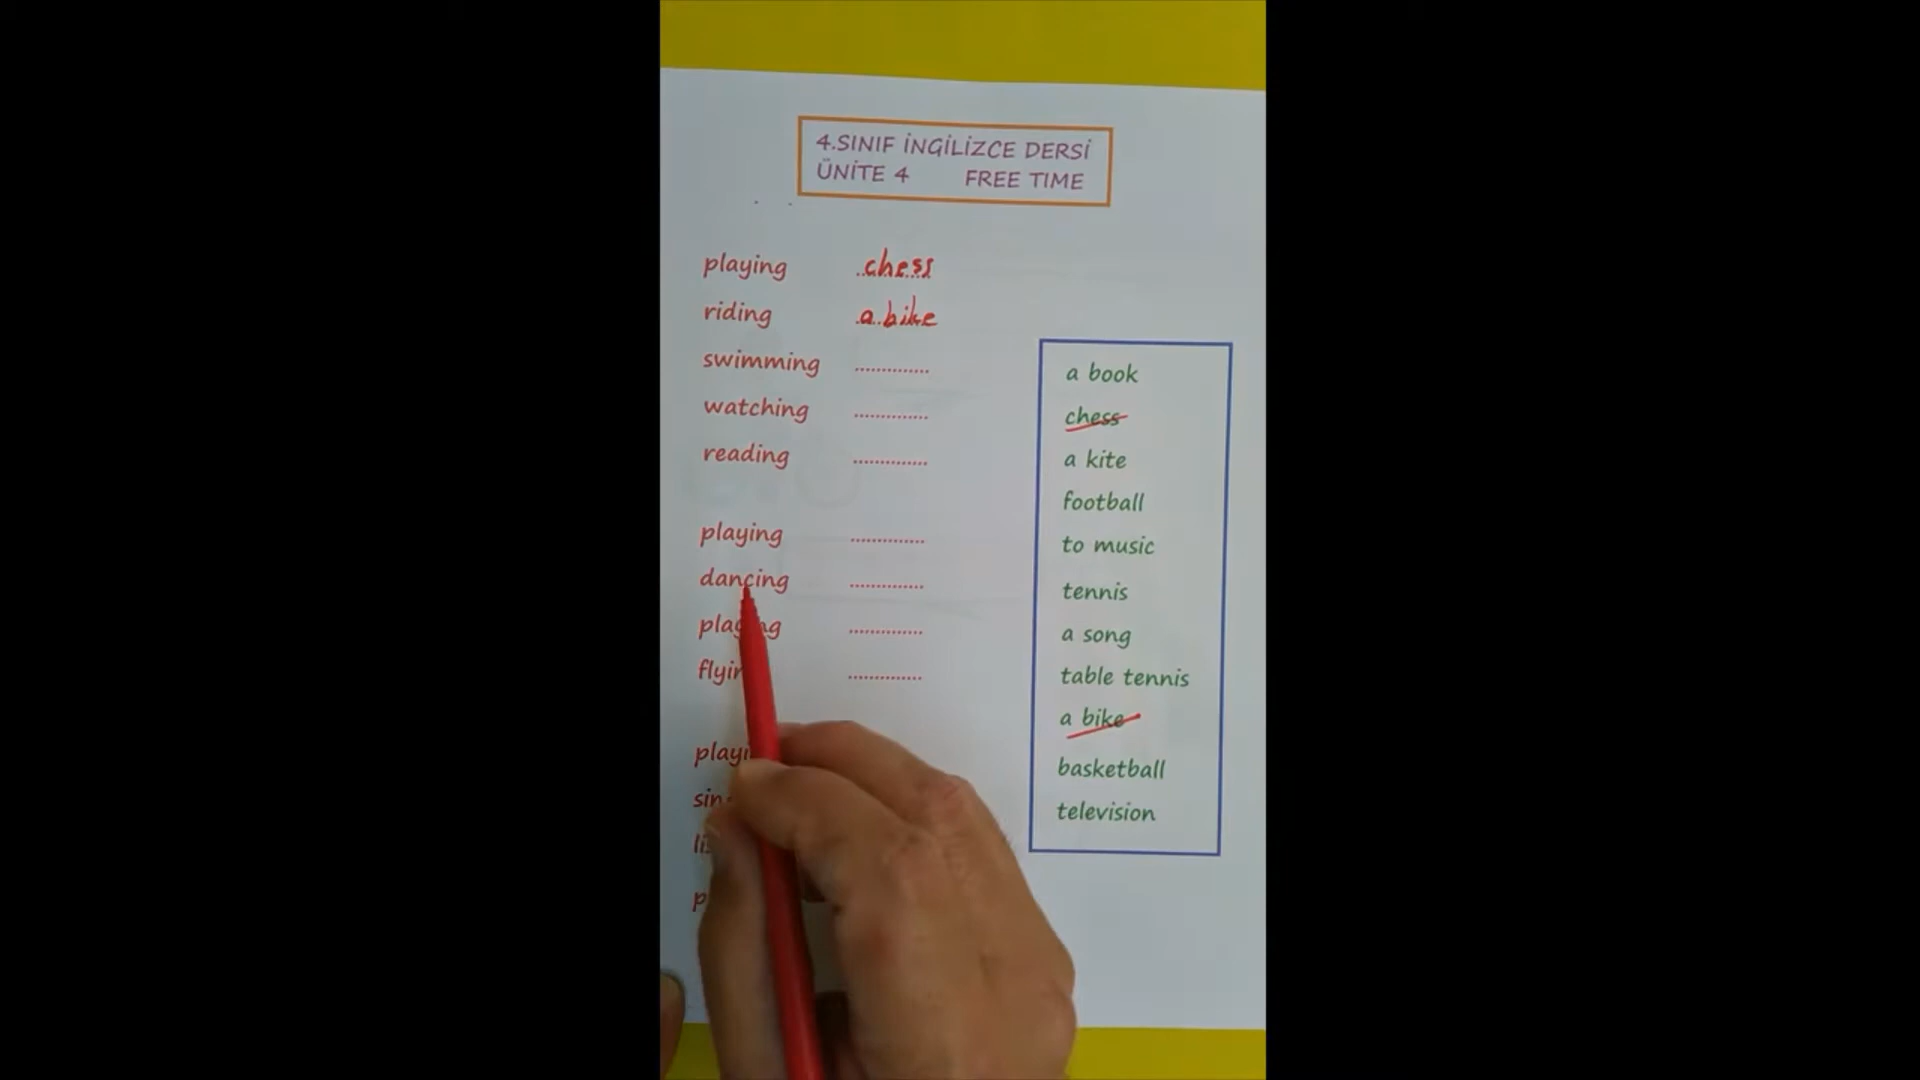 4.SINIF İNGİLİZCE DERSİ
ÜNİTE 4 FREE TIME
playing ..chess
riding .a.bike
swimming ..............
watching ..............
reading ..............
playing ..............
dancing ..............
playing ..............
..............
a book
chess
a kite
football
to music
tennis
a song
table tennis
a bike
basketball
television